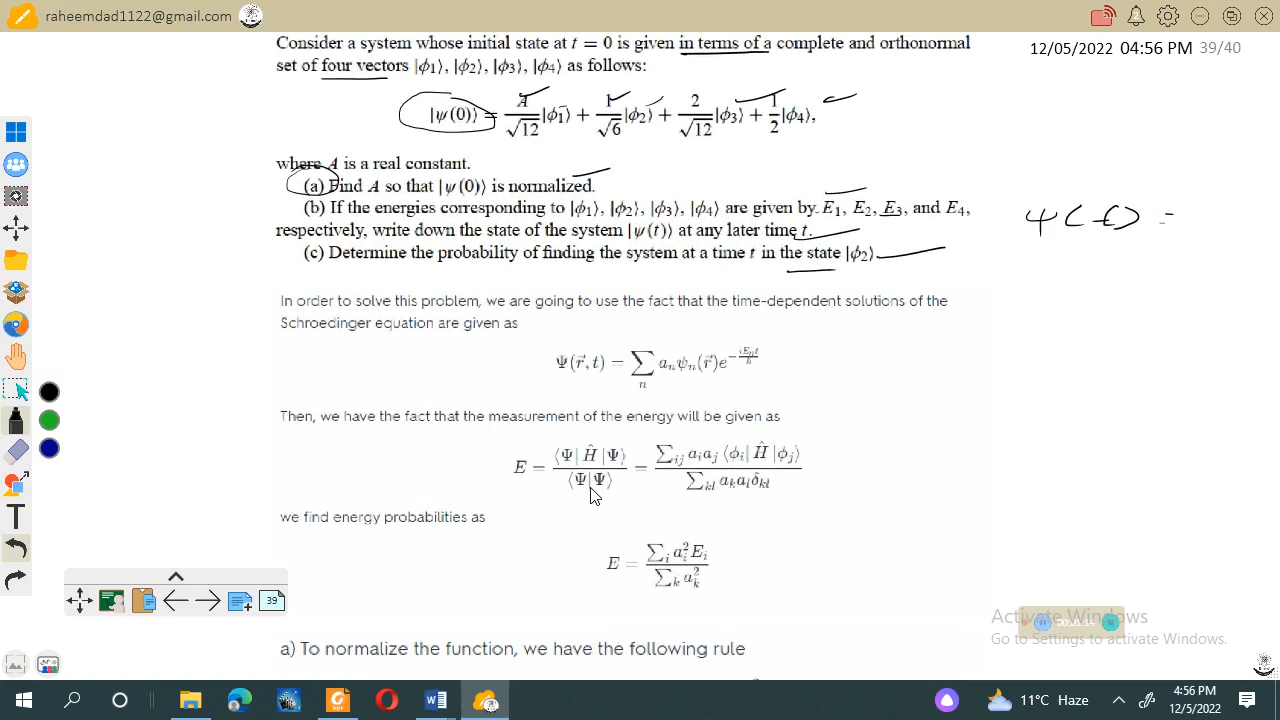 raheemdad1122@gmail.com
12/05/2022 04:56 PM 39/40
Consider a system whose initial state at t = 0 is given in terms of a complete and orthonormal
set of four vectors |ϕ1⟩, |ϕ2⟩, |ϕ3⟩, |ϕ4⟩ as follows:
|ψ(0)⟩ = A/√12 |ϕ1⟩ + 1/√6 |ϕ2⟩ + 2/√12 |ϕ3⟩ + 1/2 |ϕ4⟩,
where A is a real constant.
(a) Find A so that |ψ(0)⟩ is normalized.
(b) If the energies corresponding to |ϕ1⟩, |ϕ2⟩, |ϕ3⟩, |ϕ4⟩ are given by E1, E2, E3, and E4,
respectively, write down the state of the system |ψ(t)⟩ at any later time t.
(c) Determine the probability of finding the system at a time t in the state |ϕ2⟩
ψ(t) =
In order to solve this problem, we are going to use the fact that the time-dependent solutions of the
Schroedinger equation are given as
Ψ(r⃗, t) = ∑n anψn(r⃗)e^−iEnt/ħ
Then, we have the fact that the measurement of the energy will be given as
E = ⟨Ψ|Ĥ|Ψ⟩/⟨Ψ|Ψ⟩ = ∑ij aiaj ⟨ϕi|Ĥ|ϕj⟩/∑kl akalδkl
we find energy probabilities as
E = ∑i ai²Ei/∑k ak²
39
Activate Windows
Go to Settings to activate Windows.
a) To normalize the function, we have the following rule
T
W
11°C Haze
4:56 PM
12/5/2022